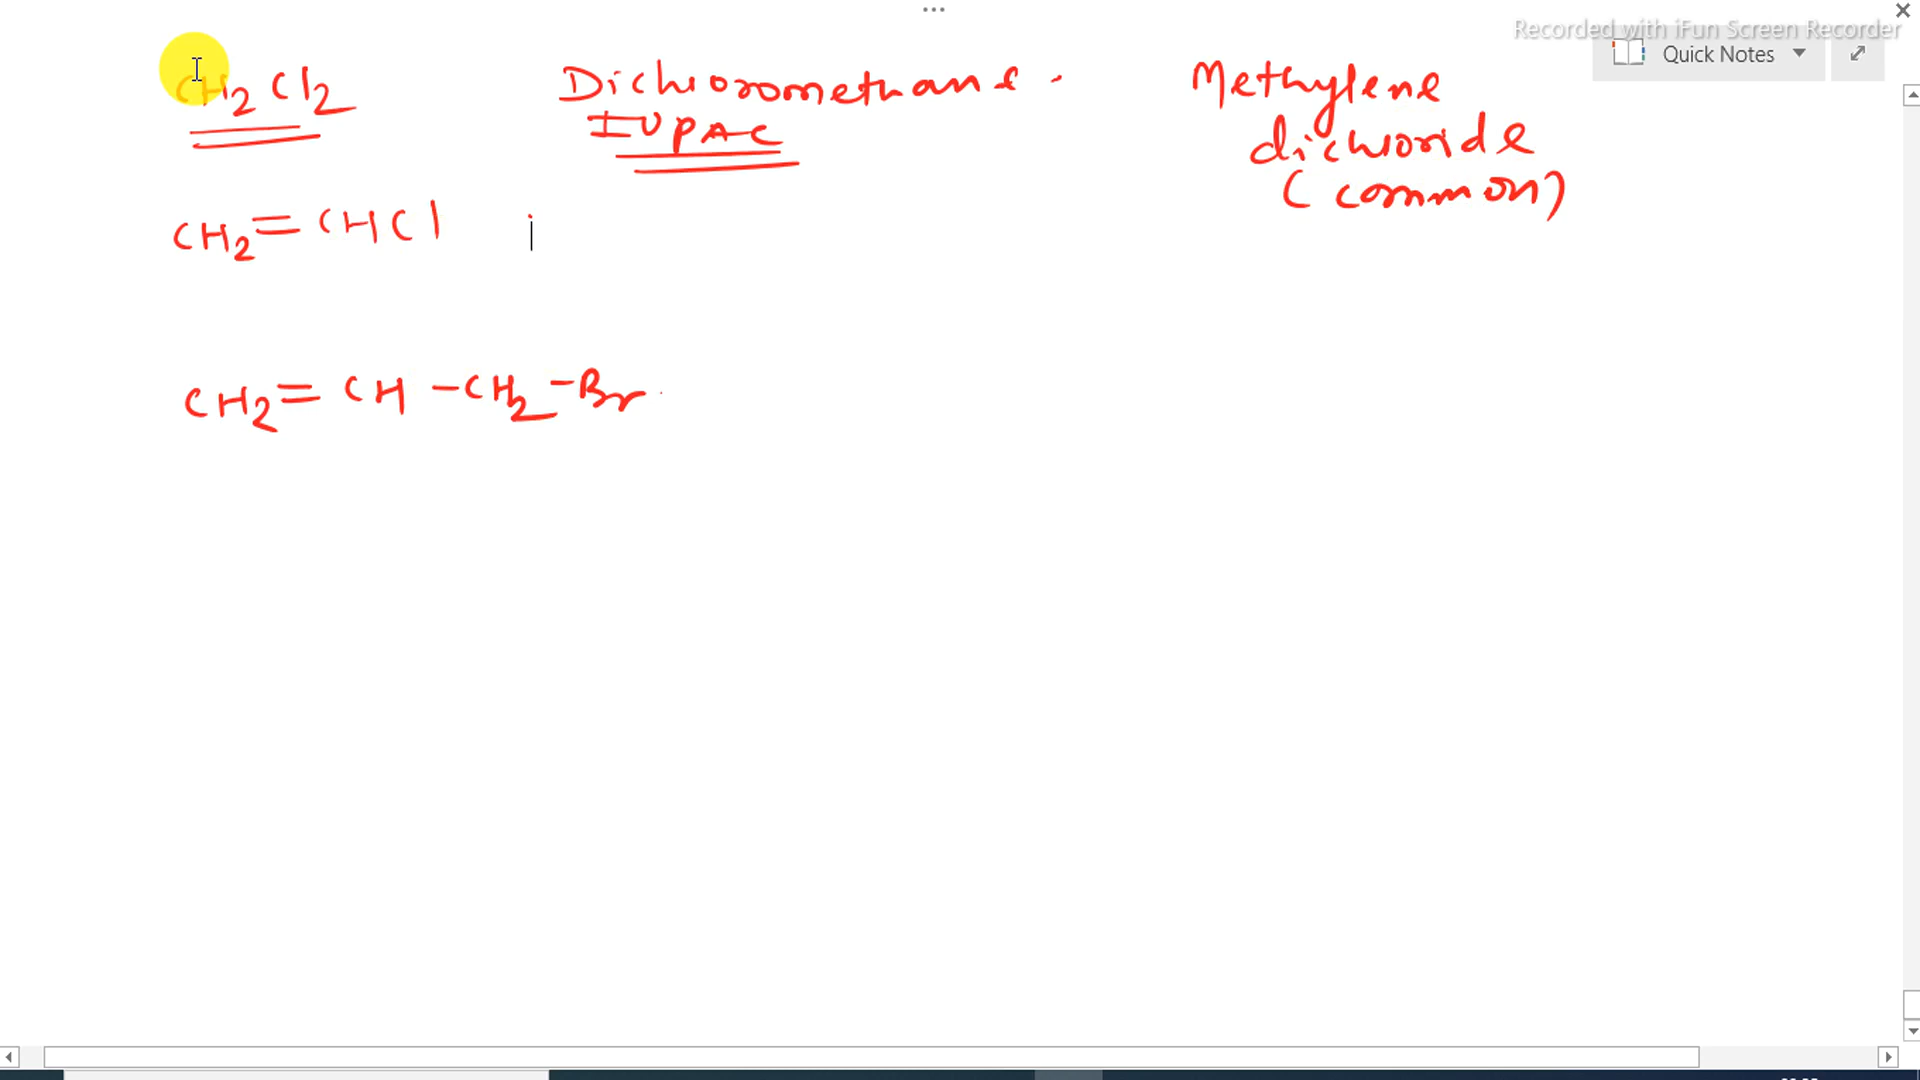 Recorded with iFun Screen Recorder
Quick Notes
CH2Cl2 Dichloromethane. Methylene
IUPAC dichloride
(common)
CH2=CHCl
CH2=CH-CH2-Br